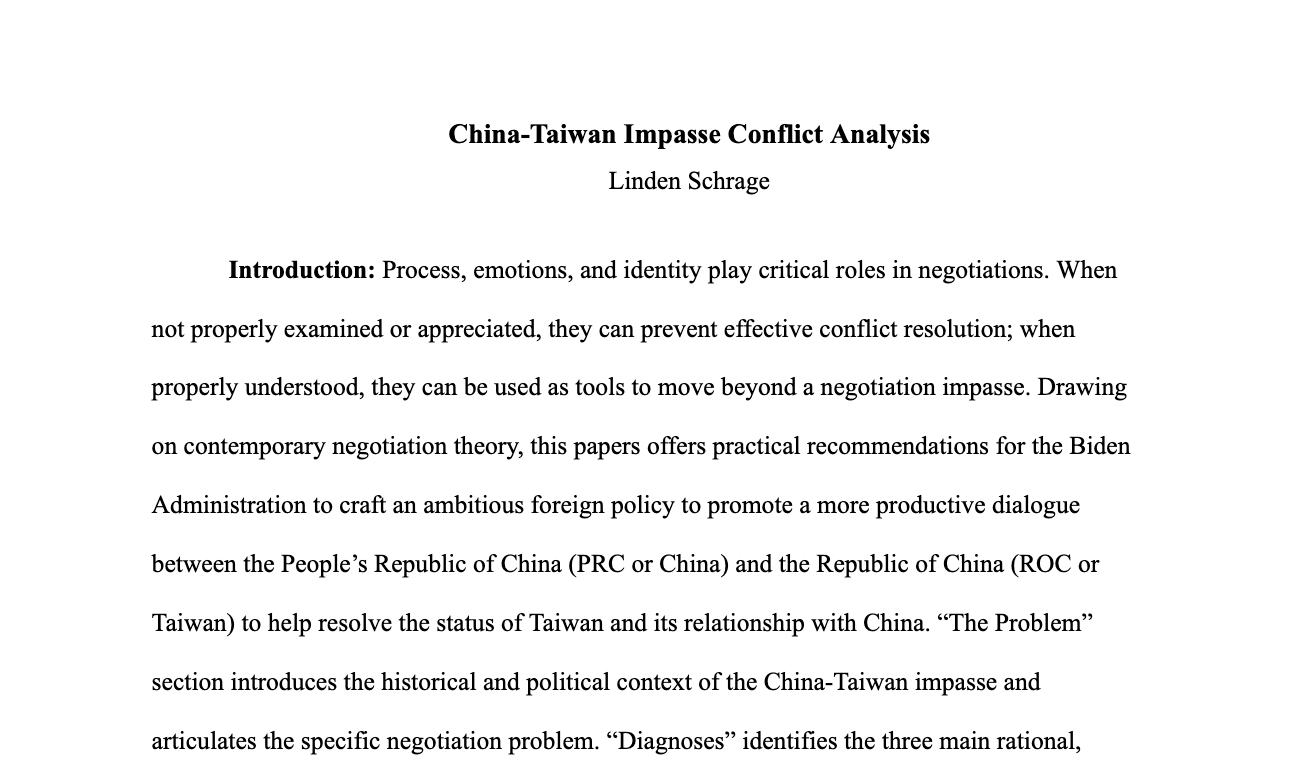 China-Taiwan Impasse Conflict Analysis
Linden Schrage
Introduction: Process, emotions, and identity play critical roles in negotiations. When
not properly examined or appreciated, they can prevent effective conflict resolution; when
properly understood, they can be used as tools to move beyond a negotiation impasse. Drawing
on contemporary negotiation theory, this papers offers practical recommendations for the Biden
Administration to craft an ambitious foreign policy to promote a more productive dialogue
between the People’s Republic of China (PRC or China) and the Republic of China (ROC or
Taiwan) to help resolve the status of Taiwan and its relationship with China. “The Problem”
section introduces the historical and political context of the China-Taiwan impasse and
articulates the specific negotiation problem. “Diagnoses” identifies the three main rational,